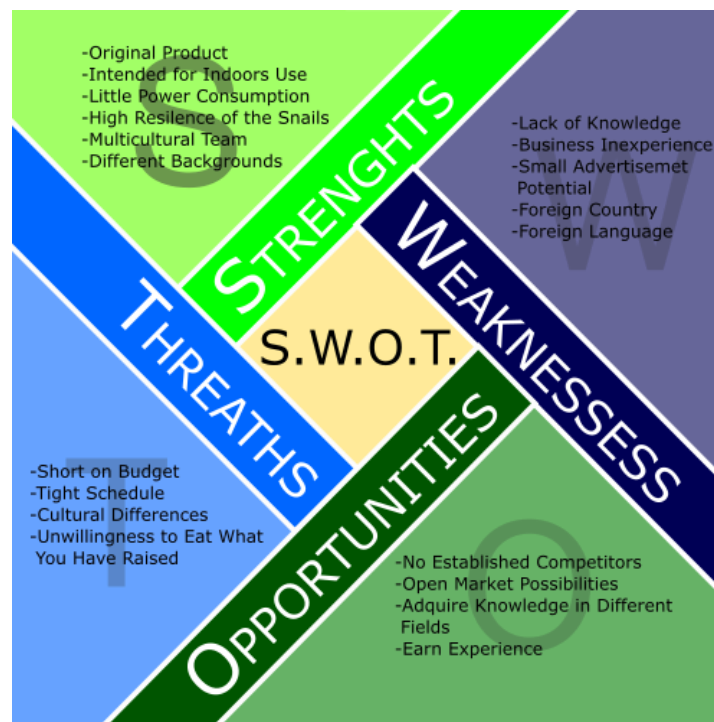 -Original Product
-Intended for Indoors Use
-Little Power Consumption
-High Resilence of the Snails
-Multicultural Team
-Different Backgrounds
S
STRENGHTS
-Lack of Knowledge
-Business Inexperience
-Small Advertisemet
Potential
-Foreign Country
-Foreign Language
W
WEAKNESSESS
S.W.O.T.
THREATHS
-Short on Budget
-Tight Schedule
-Cultural Differences
-Unwillingness to Eat What
You Have Raised
T
OPPORTUNITIES
-No Established Competitors
-Open Market Possibilities
-Adquire Knowledge in Different
Fields
-Earn Experience
O